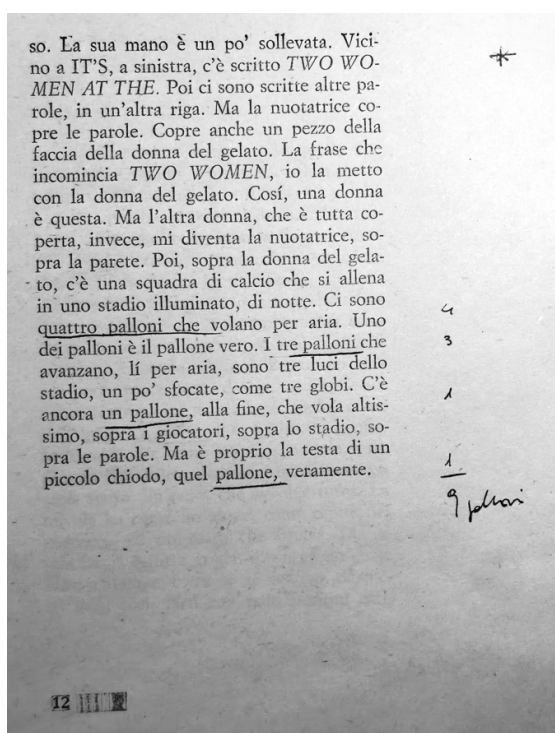 so. La sua mano è un po' sollevata. Vici-
no a IT'S, a sinistra, c'è scritto TWO WO-
MEN AT THE. Poi ci sono scritte altre pa-
role, in un'altra riga. Ma la nuotatrice co-
pre le parole. Copre anche un pezzo della
faccia della donna del gelato. La frase che
incomincia TWO WOMEN, io la metto
con la donna del gelato. Cosí, una donna
è questa. Ma l'altra donna, che è tutta co-
perta, invece, mi diventa la nuotatrice, so-
pra la parete. Poi, sopra la donna del gela-
to, c'è una squadra di calcio che si allena
in uno stadio illuminato, di notte. Ci sono
quattro palloni che volano per aria. Uno 4
dei palloni è il pallone vero. I tre palloni che 3
avanzano, lí per aria, sono tre luci dello
stadio, un po' sfocate, come tre globi. C'è
ancora un pallone, alla fine, che vola altis- 1
simo, sopra i giocatori, sopra lo stadio, so-
pra le parole. Ma è proprio la testa di un
piccolo chiodo, quel pallone, veramente. 1
9 palloni
12